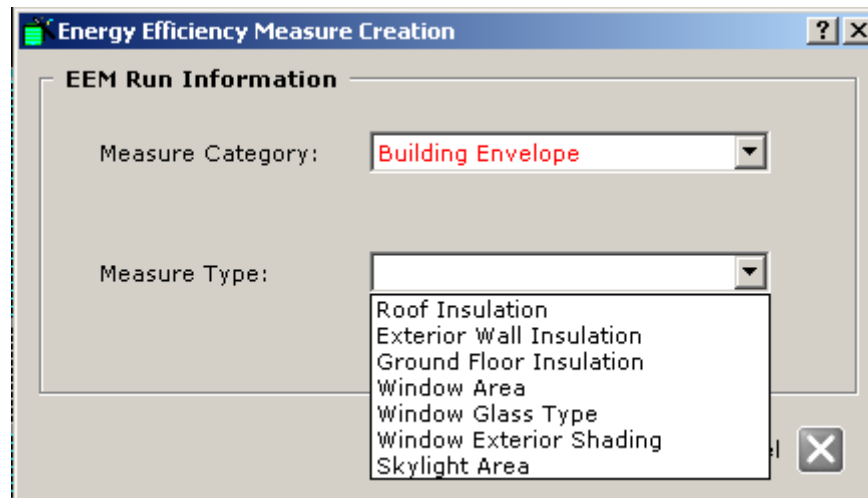 Energy Efficiency Measure Creation
EEM Run Information
Measure Category: Building Envelope
Measure Type:
Roof Insulation
Exterior Wall Insulation
Ground Floor Insulation
Window Area
Window Glass Type
Window Exterior Shading
Skylight Area